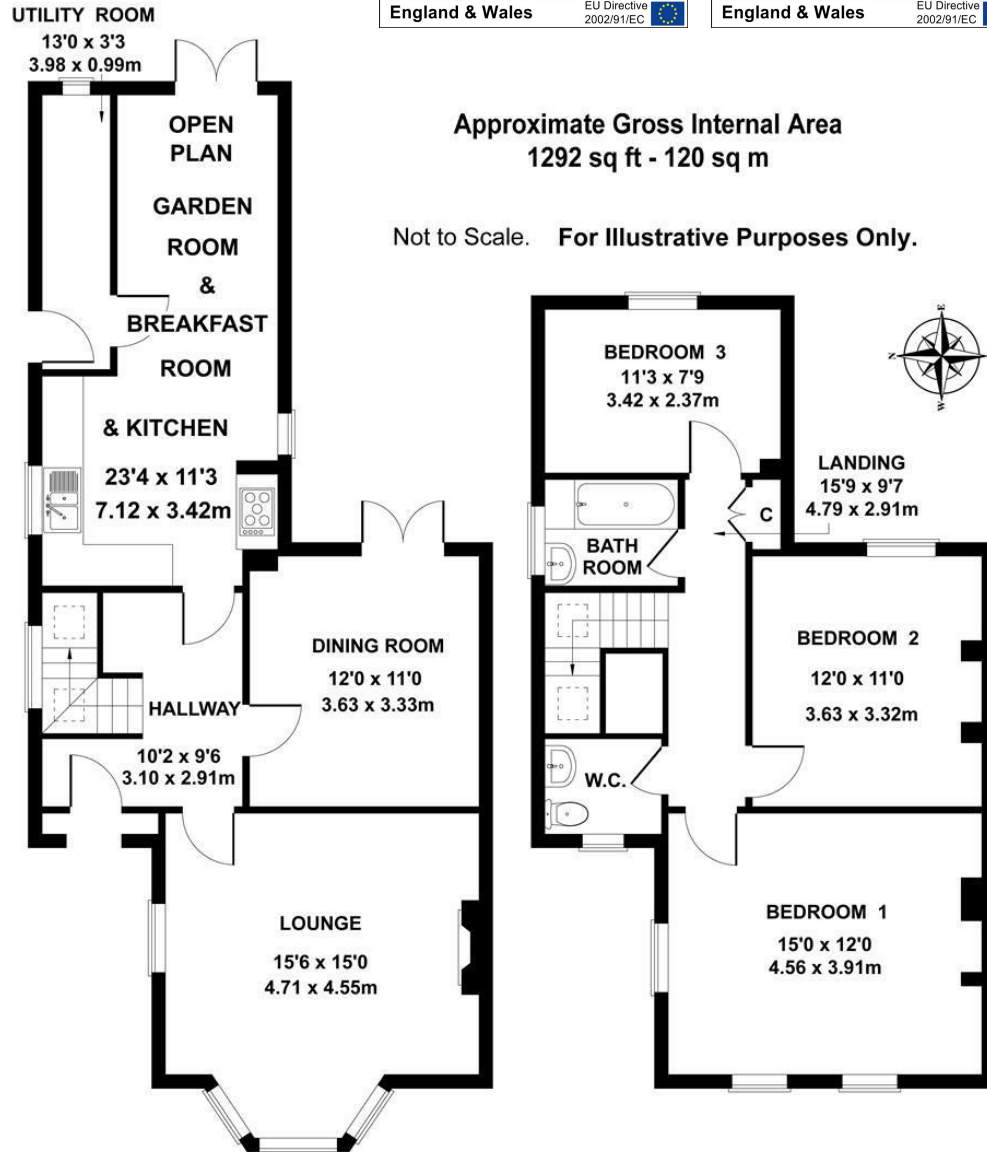 England & Wales
EU Directive
2002/91/EC
England & Wales
EU Directive
2002/91/EC
UTILITY ROOM
13'0 x 3'3
3.98 x 0.99m
Approximate Gross Internal Area
1292 sq ft - 120 sq m
Not to Scale. For Illustrative Purposes Only.
OPEN
PLAN
GARDEN
ROOM
&
BREAKFAST
ROOM
& KITCHEN
23'4 x 11'3
7.12 x 3.42m
DINING ROOM
12'0 x 11'0
3.63 x 3.33m
HALLWAY
10'2 x 9'6
3.10 x 2.91m
LOUNGE
15'6 x 15'0
4.71 x 4.55m
E
N
S
W
BEDROOM 3
11'3 x 7'9
3.42 x 2.37m
LANDING
15'9 x 9'7
4.79 x 2.91m
C
BATH
ROOM
BEDROOM 2
12'0 x 11'0
3.63 x 3.32m
W.C.
BEDROOM 1
15'0 x 12'0
4.56 x 3.91m